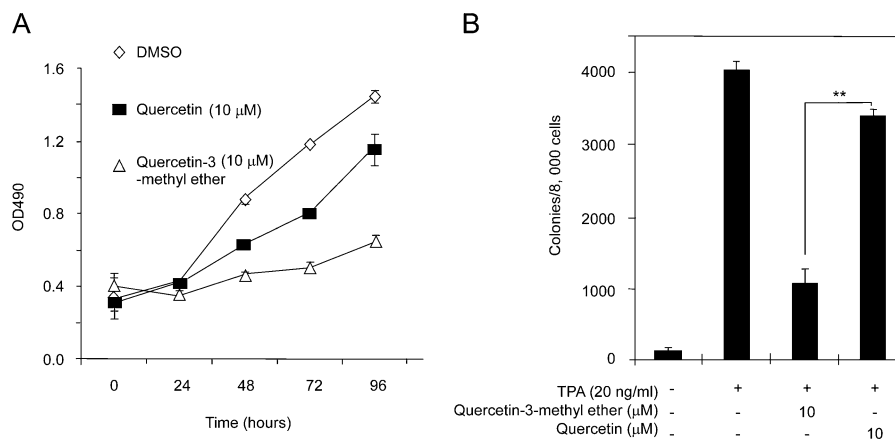 A
DMSO
Quercetin (10 µM)
Quercetin-3 (10 µM)
-methyl ether
OD490
1.6
1.2
0.8
0.4
0.0
0 24 48 72 96
Time (hours)
B
Colonies/8, 000 cells
4000
3000
2000
1000
0
**
TPA (20 ng/ml) - + + +
Quercetin-3-methyl ether (µM) - - 10 -
Quercetin (µM) - - - 10